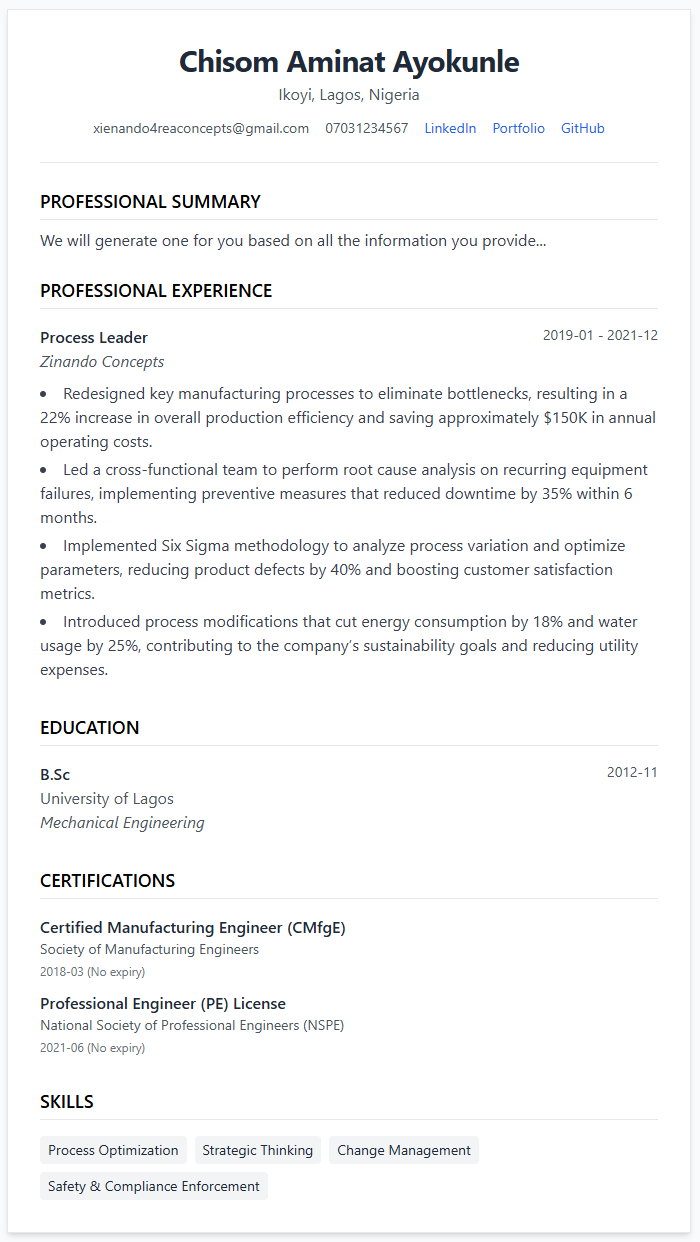 Chisom Aminat Ayokunle
Ikoyi, Lagos, Nigeria
xienando4reaconcepts@gmail.com 07031234567 LinkedIn Portfolio GitHub
PROFESSIONAL SUMMARY
We will generate one for you based on all the information you provide...
PROFESSIONAL EXPERIENCE
Process Leader 2019-01 - 2021-12
Zinando Concepts
• Redesigned key manufacturing processes to eliminate bottlenecks, resulting in a
22% increase in overall production efficiency and saving approximately $150K in annual
operating costs.
• Led a cross-functional team to perform root cause analysis on recurring equipment
failures, implementing preventive measures that reduced downtime by 35% within 6
months.
• Implemented Six Sigma methodology to analyze process variation and optimize
parameters, reducing product defects by 40% and boosting customer satisfaction
metrics.
• Introduced process modifications that cut energy consumption by 18% and water
usage by 25%, contributing to the company’s sustainability goals and reducing utility
expenses.
EDUCATION
B.Sc 2012-11
University of Lagos
Mechanical Engineering
CERTIFICATIONS
Certified Manufacturing Engineer (CMfgE)
Society of Manufacturing Engineers
2018-03 (No expiry)
Professional Engineer (PE) License
National Society of Professional Engineers (NSPE)
2021-06 (No expiry)
SKILLS
Process Optimization Strategic Thinking Change Management
Safety & Compliance Enforcement